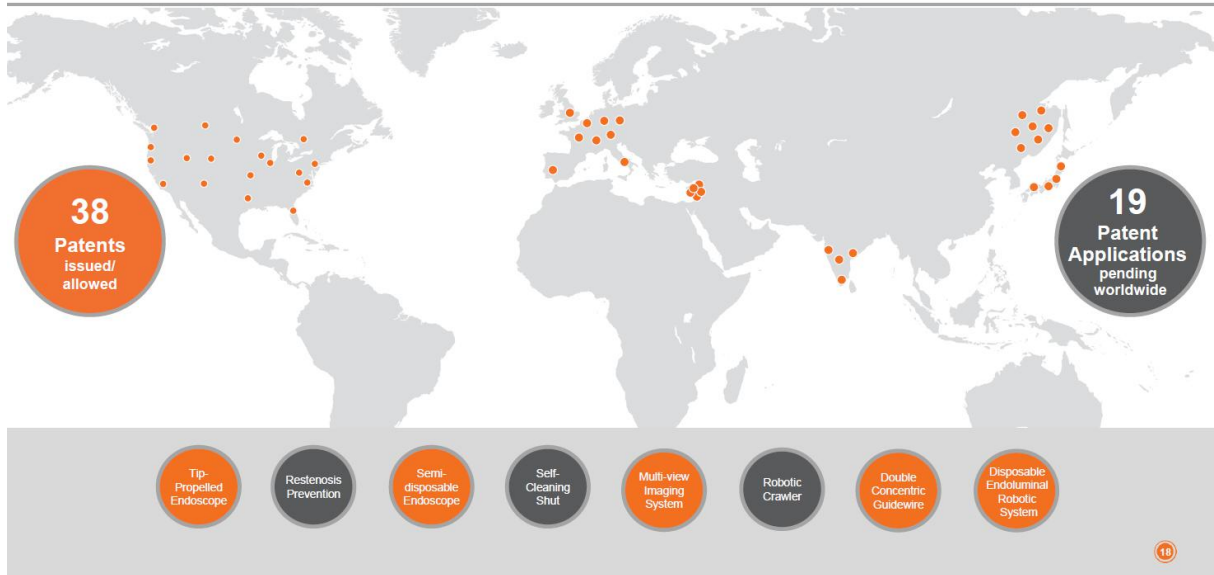 38
Patents
issued/
allowed
19
Patent
Applications
pending
worldwide
Tip-
Propelled
Endoscope
Restenosis
Prevention
Semi-
disposable
Endoscope
Self-
Cleaning
Shut
Multi-view
Imaging
System
Robotic
Crawler
Double
Concentric
Guidewire
Disposable
Endoluminal
Robotic
System
18